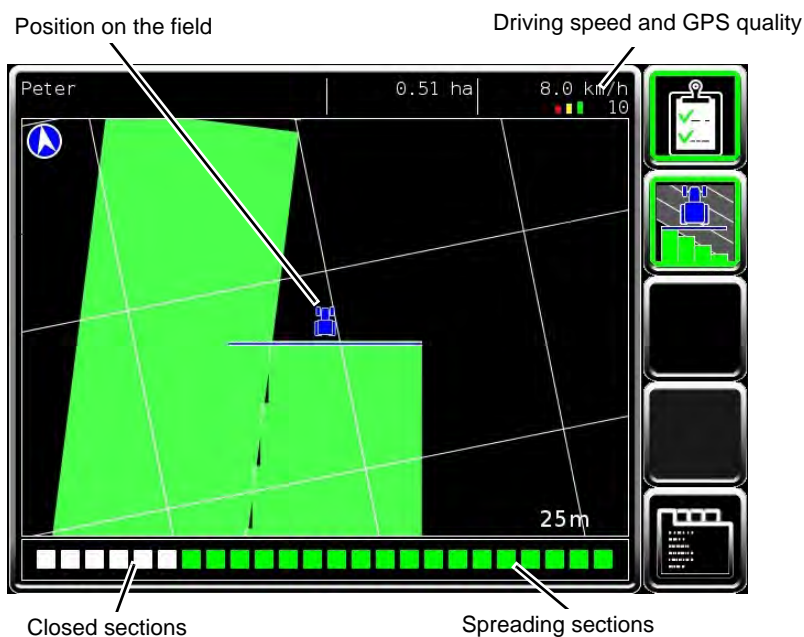 Position on the field
Driving speed and GPS quality
Peter
0.51 ha
8.0 km/h
10
25m
Closed sections
Spreading sections